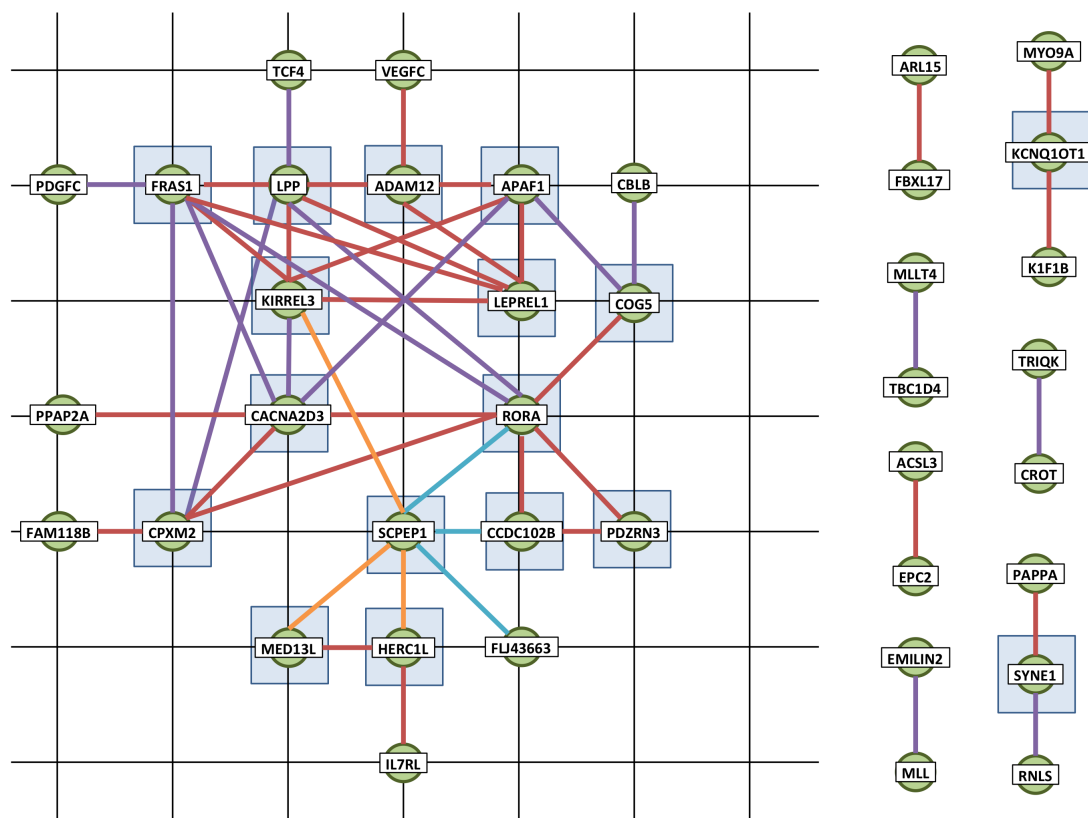 TCF4
VEGFC
PDGFC
FRAS1
LPP
ADAM12
APAF1
CBLB
KIRREL3
LEPREL1
COG5
PPAP2A
CACNA2D3
RORA
FAM118B
CPXM2
SCPEP1
CCDC102B
PDZRN3
MED13L
HERC1L
FLJ43663
IL7RL
ARL15
FBXL17
MLLT4
TBC1D4
ACSL3
EPC2
EMILIN2
MLL
MYO9A
KCNQ1OT1
K1F1B
TRIQK
CROT
PAPPA
SYNE1
RNLS